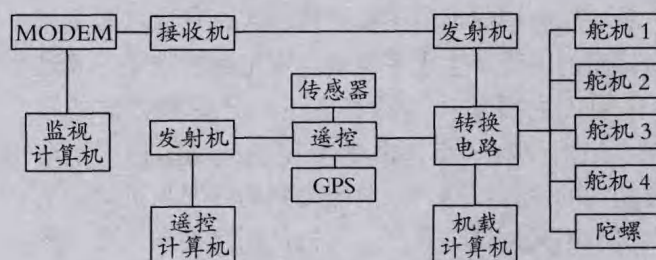 MODEM
接收机
发射机
舵机 1
传感器
舵机 2
监视
计算机
发射机
遥控
转换
电路
舵机 3
GPS
舵机 4
遥控
计算机
机载
计算机
陀螺